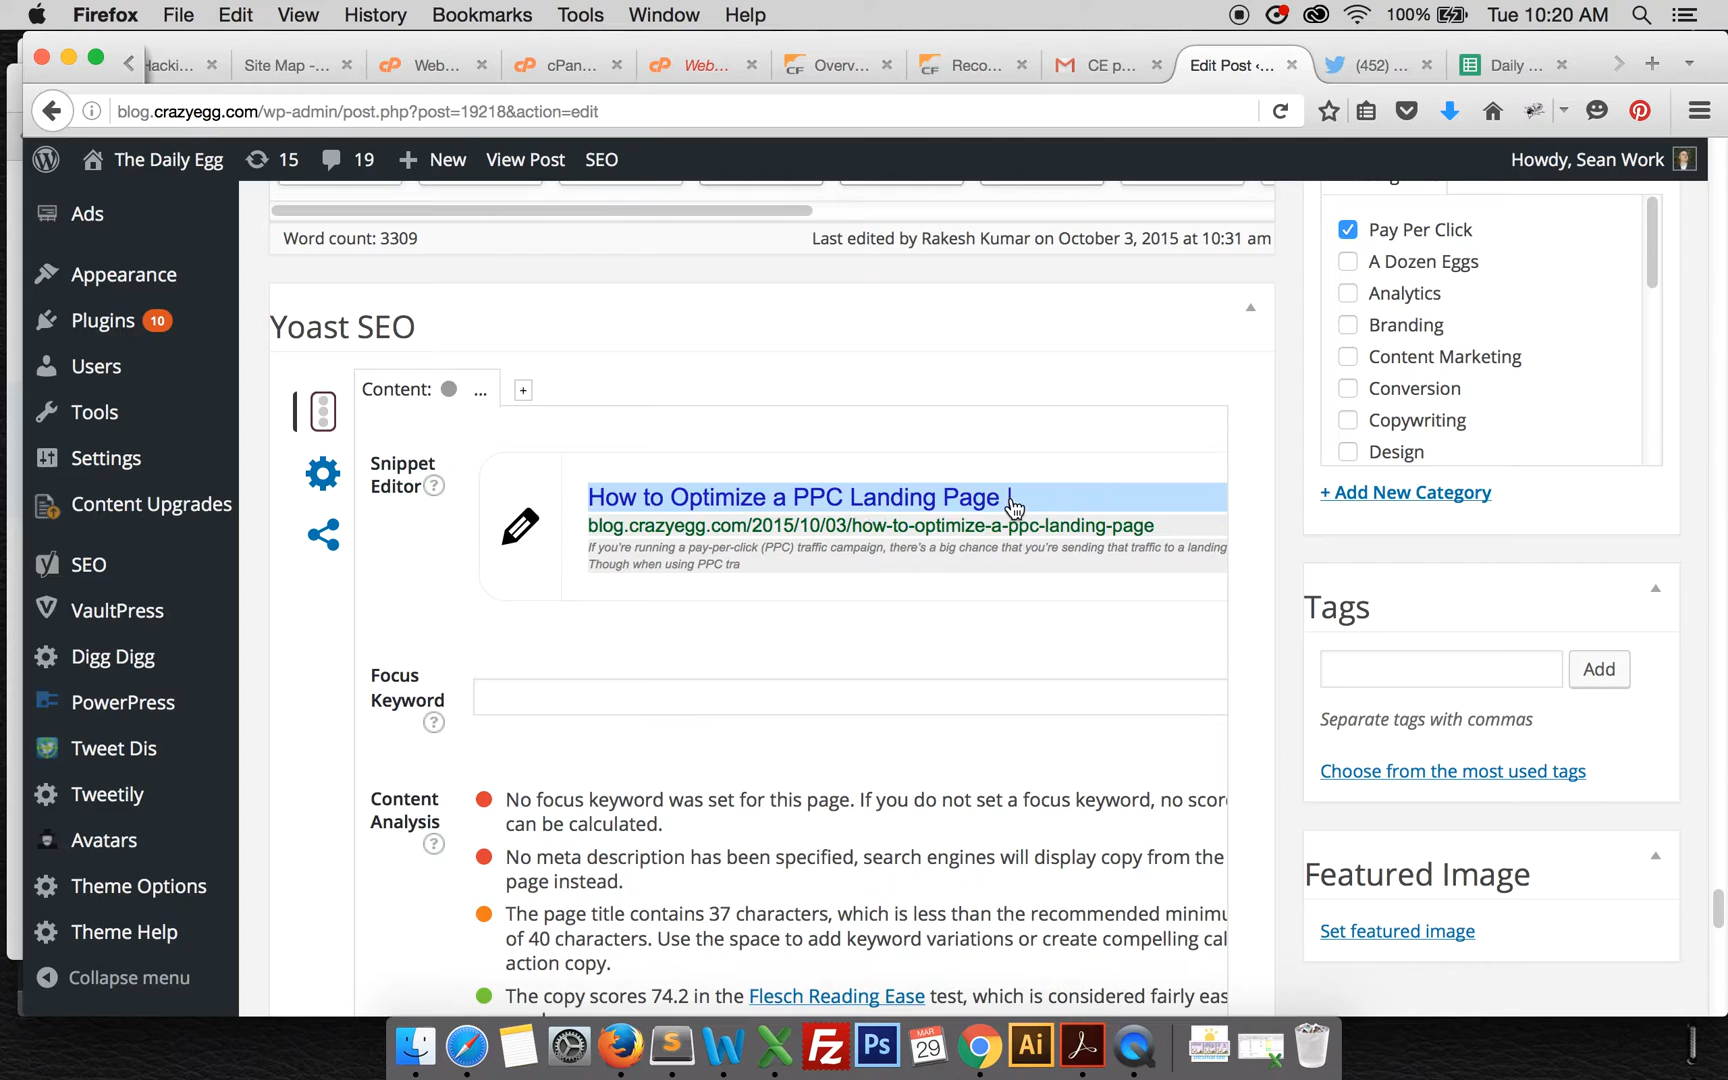 Firefox File Edit View History Bookmarks Tools Window Help 100% Tue 10:20 AM
Hacki... Site Map -... Web... cPan... Web... Overv... Reco... CE p... Edit Post ‹... (452) ... Daily ...
blog.crazyegg.com/wp-admin/post.php?post=19218&action=edit
The Daily Egg 15 19 + New View Post SEO Howdy, Sean Work
Ads
Appearance
Plugins 10
Users
Tools
Settings
Content Upgrades
SEO
VaultPress
Digg Digg
PowerPress
Tweet Dis
Tweetily
Avatars
Theme Options
Theme Help
Collapse menu
Word count: 3309 Last edited by Rakesh Kumar on October 3, 2015 at 10:31 am
Yoast SEO
Content: ... +
Snippet
Editor ?
How to Optimize a PPC Landing Page |
blog.crazyegg.com/2015/10/03/how-to-optimize-a-ppc-landing-page
If you're running a pay-per-click (PPC) traffic campaign, there's a big chance that you're sending that traffic to a landing
Though when using PPC tra
Focus
Keyword
?
Content
Analysis
?
No focus keyword was set for this page. If you do not set a focus keyword, no score
can be calculated.
No meta description has been specified, search engines will display copy from the
page instead.
The page title contains 37 characters, which is less than the recommended minimu
of 40 characters. Use the space to add keyword variations or create compelling cal
action copy.
The copy scores 74.2 in the Flesch Reading Ease test, which is considered fairly eas
Pay Per Click
A Dozen Eggs
Analytics
Branding
Content Marketing
Conversion
Copywriting
Design
+ Add New Category
Tags
Add
Separate tags with commas
Choose from the most used tags
Featured Image
Set featured image
Fz Ps MAR 29 Ai